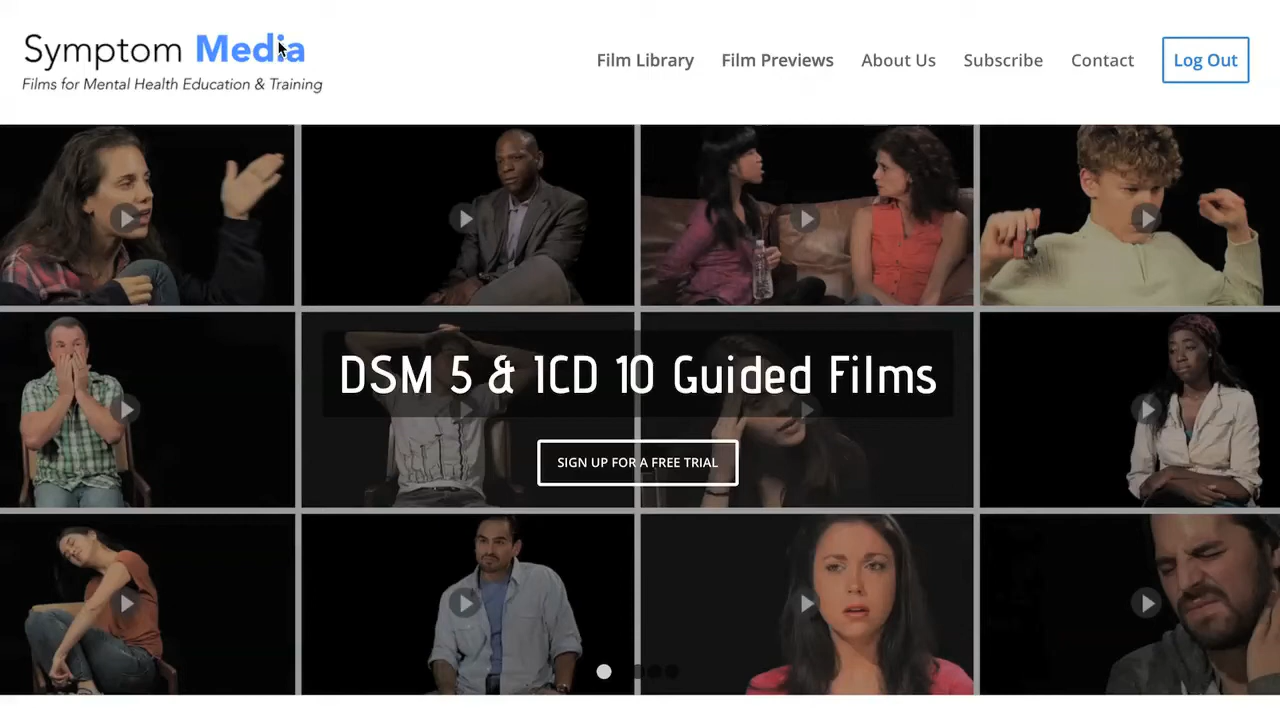 Symptom Media
Films for Mental Health Education & Training
Film Library
Film Previews
About Us
Subscribe
Contact
Log Out
DSM 5 & ICD 10 Guided Films
SIGN UP FOR A FREE TRIAL